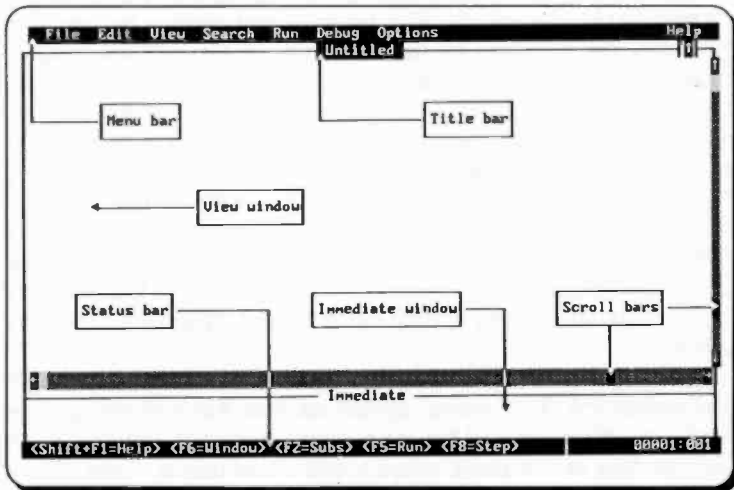 File Edit View Search Run Debug Options Help
Untitled
Menu bar
Title bar
View window
Status bar
Immediate window
Scroll bars
Immediate
<Shift+F1=Help> <F6=Window> <F2=Subs> <F5=Run> <F8=Step> 00001:001